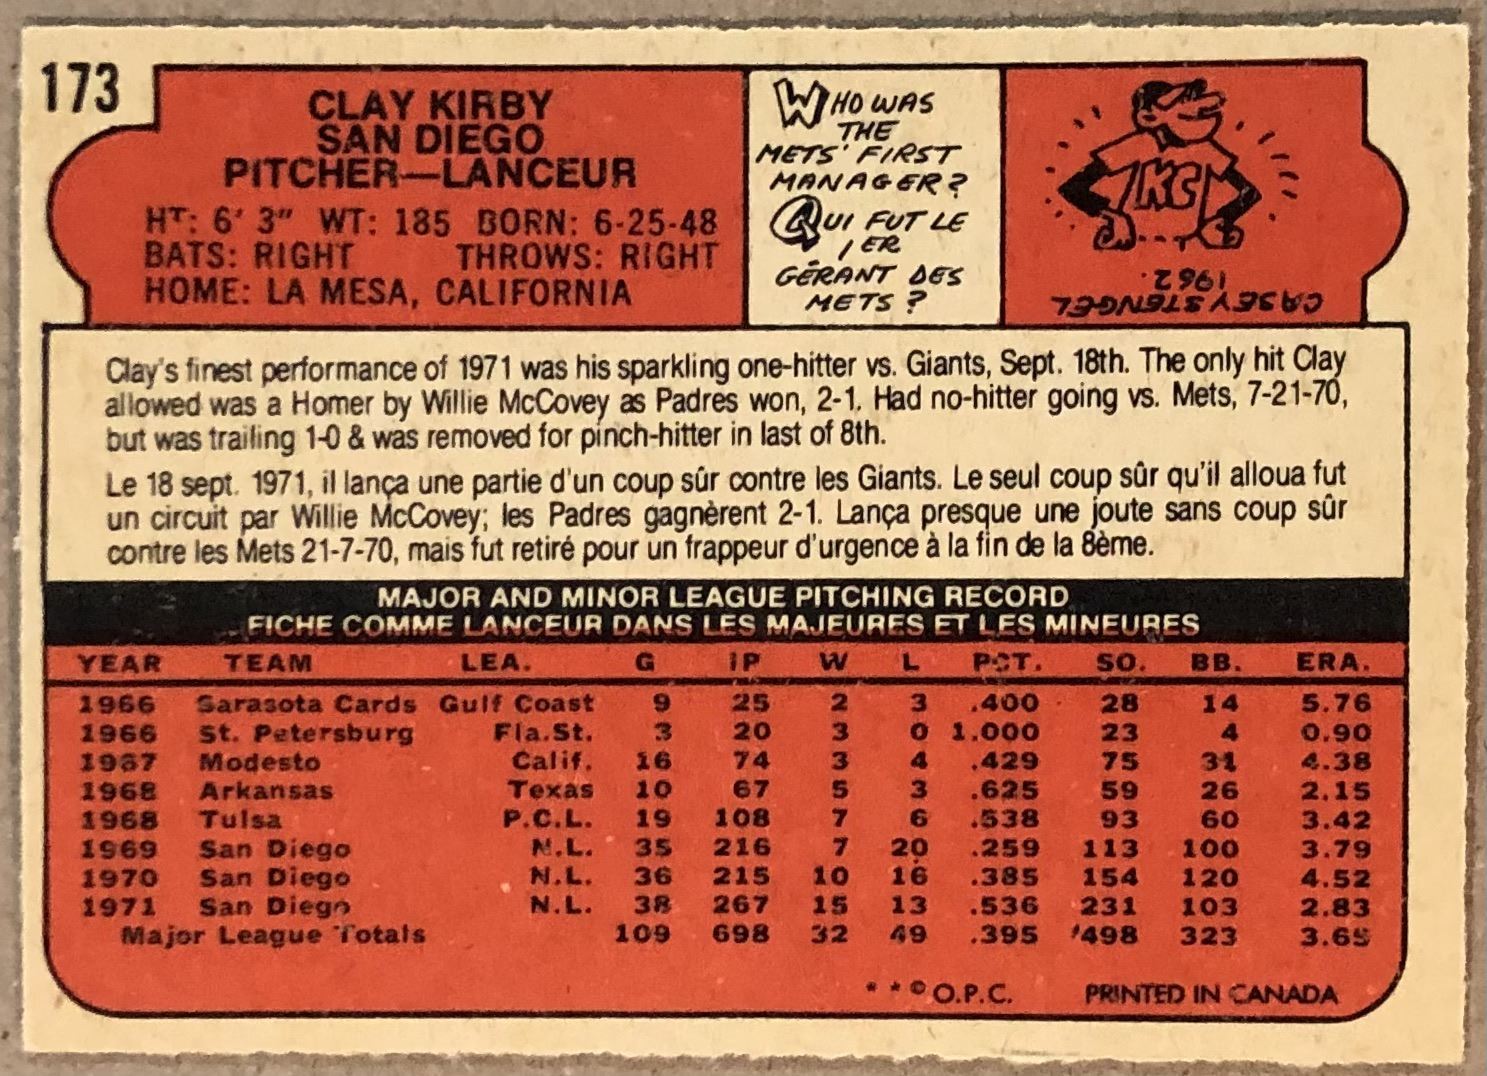 173
CLAY KIRBY
SAN DIEGO
PITCHER—LANCEUR
HT: 6' 3" WT: 185 BORN: 6-25-48
BATS: RIGHT THROWS: RIGHT
HOME: LA MESA, CALIFORNIA
WHO WAS
THE
METS' FIRST
MANAGER?
QUI FUT LE
1ER
GÉRANT DES
METS?
KC
CASEY STENGEL
1962.
Clay's finest performance of 1971 was his sparkling one-hitter vs. Giants, Sept. 18th. The only hit Clay
allowed was a Homer by Willie McCovey as Padres won, 2-1. Had no-hitter going vs. Mets, 7-21-70,
but was trailing 1-0 & was removed for pinch-hitter in last of 8th.
Le 18 sept. 1971, il lança une partie d'un coup sûr contre les Giants. Le seul coup sûr qu'il alloua fut
un circuit par Willie McCovey; les Padres gagnèrent 2-1. Lança presque une joute sans coup sûr
contre les Mets 21-7-70, mais fut retiré pour un frappeur d'urgence à la fin de la 8ème.
MAJOR AND MINOR LEAGUE PITCHING RECORD
FICHE COMME LANCEUR DANS LES MAJEURES ET LES MINEURES
YEAR TEAM LEA. G IP W L PCT. SO. BB. ERA.
1966 Sarasota Cards Gulf Coast 9 25 2 3 .400 28 14 5.76
1966 St. Petersburg Fla.St. 3 20 3 0 1.000 23 4 0.90
1967 Modesto Calif. 16 74 3 4 .429 75 31 4.38
1968 Arkansas Texas 10 67 5 3 .625 59 26 2.15
1968 Tulsa P.C.L. 19 108 7 6 .538 93 60 3.42
1969 San Diego N.L. 35 216 7 20 .259 113 100 3.79
1970 San Diego N.L. 36 215 10 16 .385 154 120 4.52
1971 San Diego N.L. 38 267 15 13 .536 231 103 2.83
Major League Totals 109 698 32 49 .395 498 323 3.65
* * © O.P.C. PRINTED IN CANADA